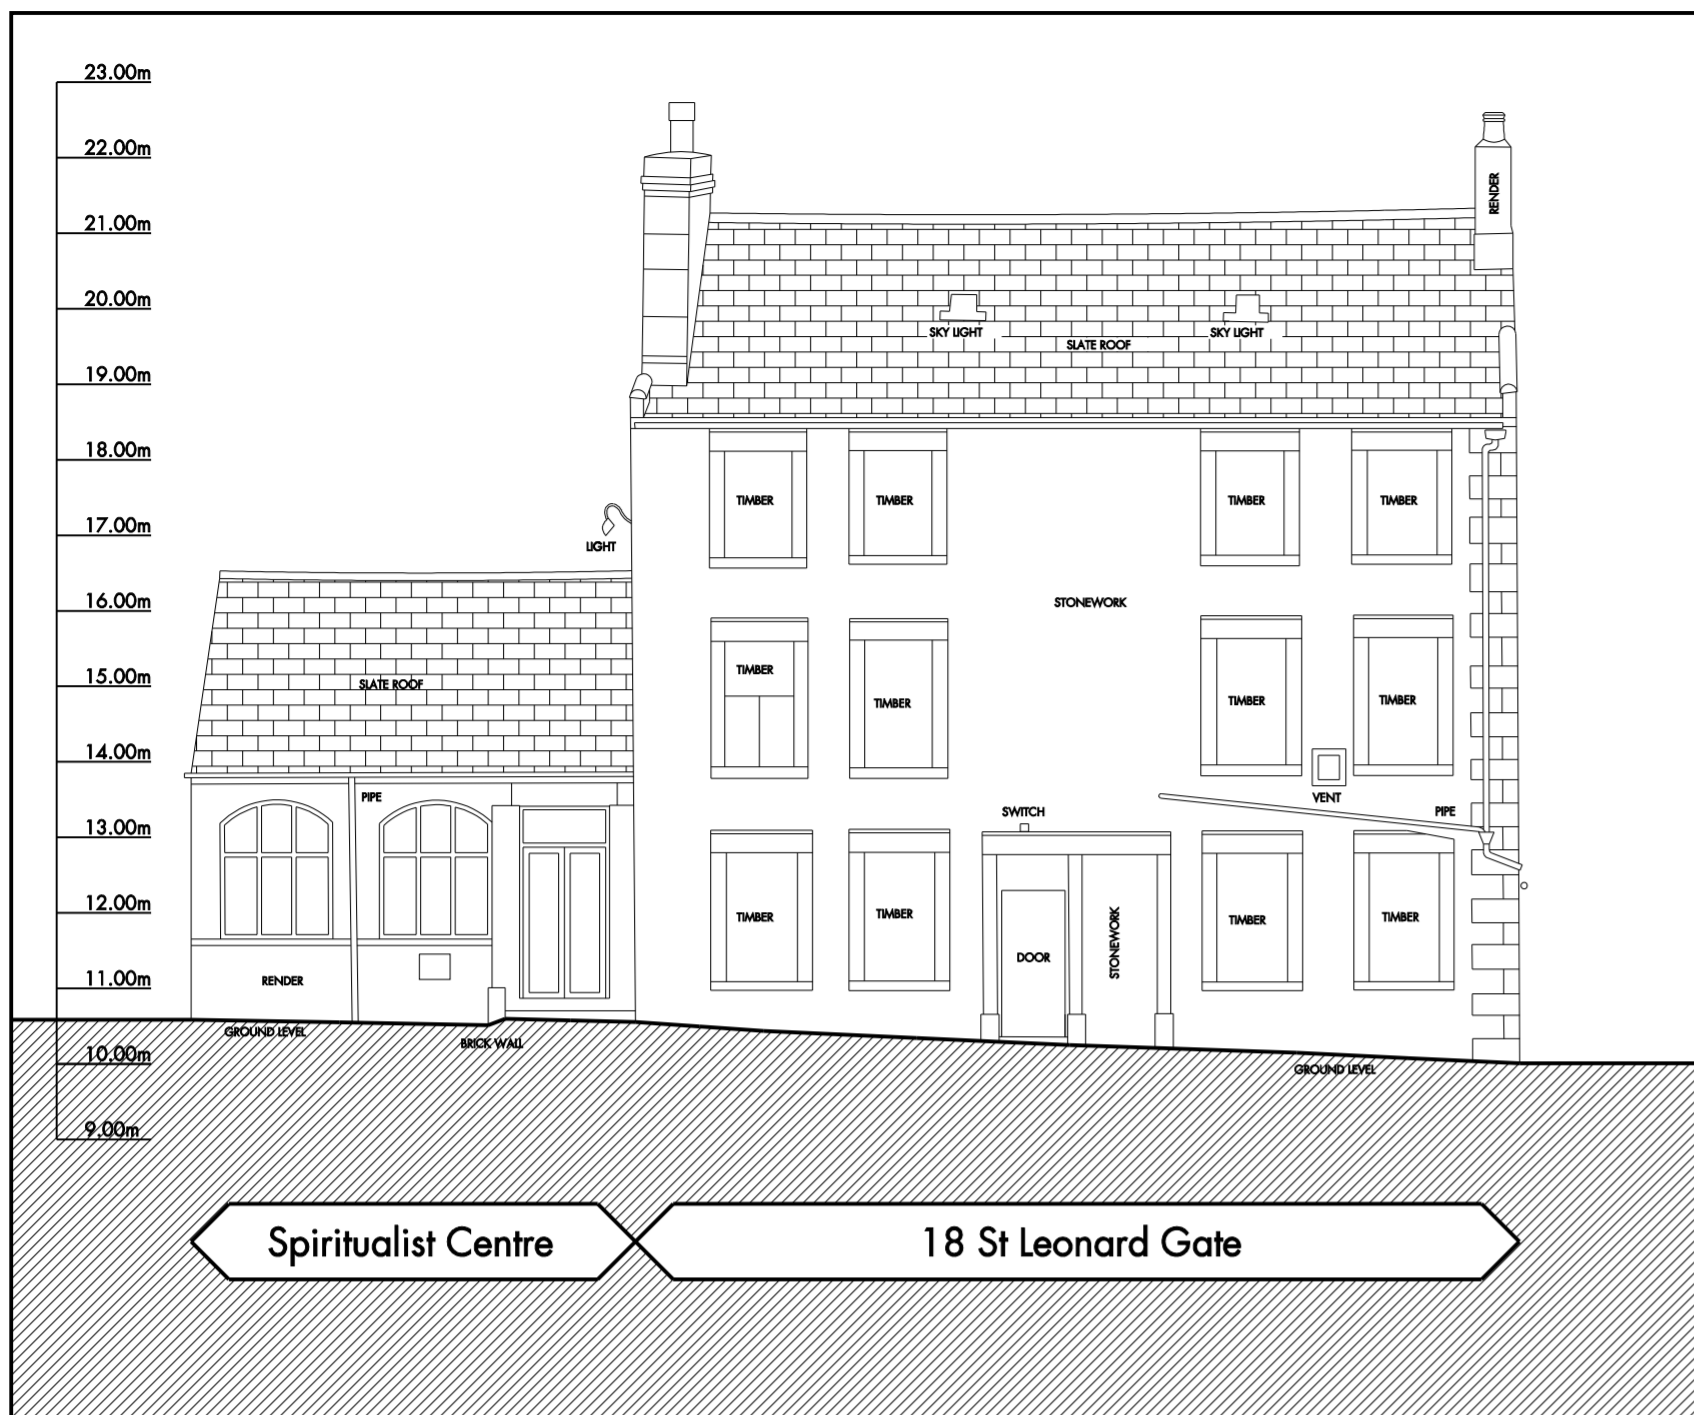 23.00m
22.00m
21.00m
20.00m
19.00m
18.00m
17.00m
16.00m
15.00m
14.00m
13.00m
12.00m
11.00m
10.00m
9.00m
RENDER
SKY LIGHT
SKY LIGHT
SLATE ROOF
TIMBER
TIMBER
TIMBER
TIMBER
LIGHT
STONEWORK
TIMBER
TIMBER
TIMBER
TIMBER
SLATE ROOF
PIPE
VENT
SWITCH
PIPE
TIMBER
TIMBER
TIMBER
TIMBER
STONEWORK
DOOR
RENDER
GROUND LEVEL
BRICK WALL
GROUND LEVEL
Spiritualist Centre
18 St Leonard Gate